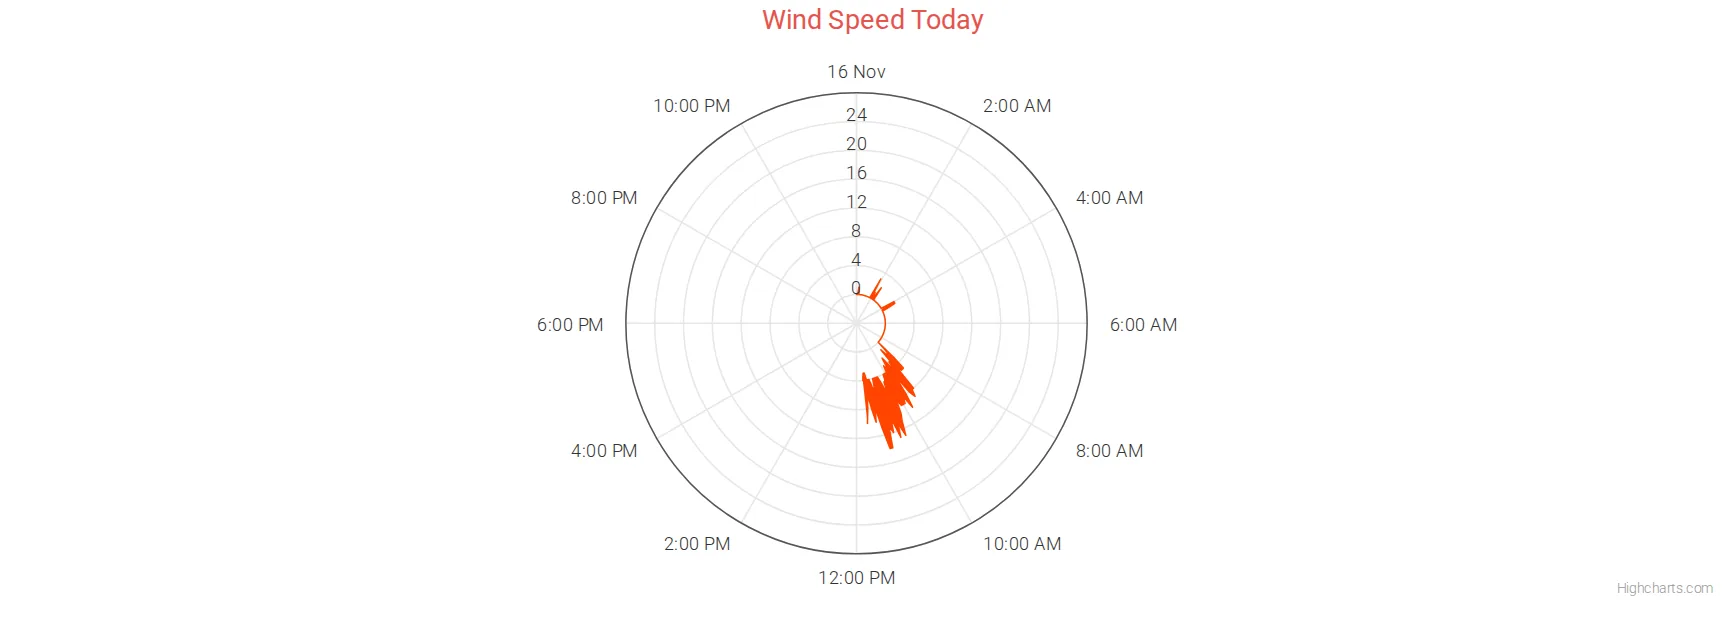 Wind Speed Today
16 Nov
10:00 PM
2:00 AM
24
20
16
8:00 PM
4:00 AM
12
8
4
0
6:00 PM
6:00 AM
4:00 PM
8:00 AM
2:00 PM
10:00 AM
12:00 PM
Highcharts.com